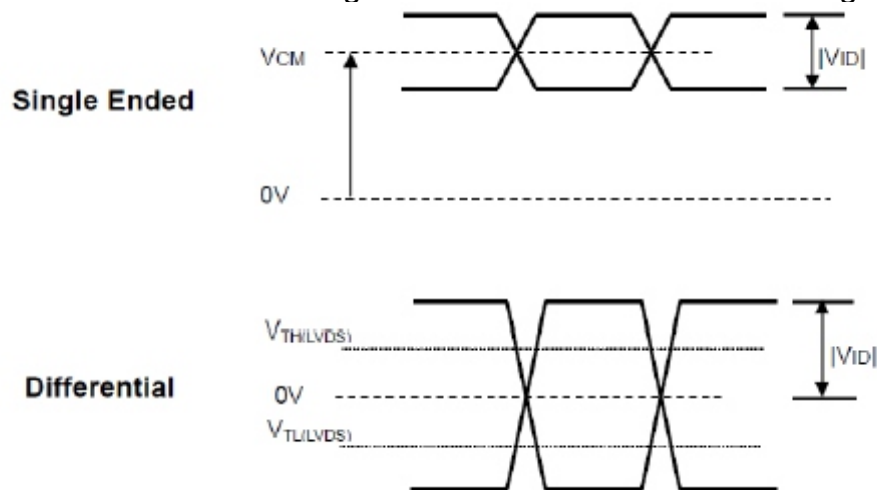 VCM
|VID|
Single Ended
0V
VTH(LVDS)
|VID|
Differential
0V
VTL(LVDS)